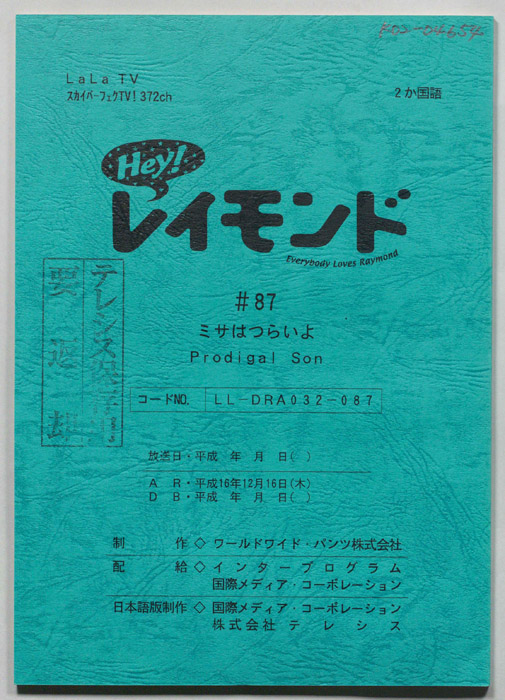 K02-04654
LaLa TV
スカイパーフェクTV! 372ch
2か国語
Hey!
レイモンド
Everybody Loves Raymond
#87
ミサはつらいよ
Prodigal Son
コードNO. LL-DRA032-087
放送日・平成 年 月 日( )
AR・平成16年12月16日(木)
DB・平成 年 月 日( )
制作◇ワールドワイド・パンツ株式会社
配給◇インタープログラム
国際メディア・コーポレーション
日本語版制作◇国際メディア・コーポレーション
株式会社テレシス